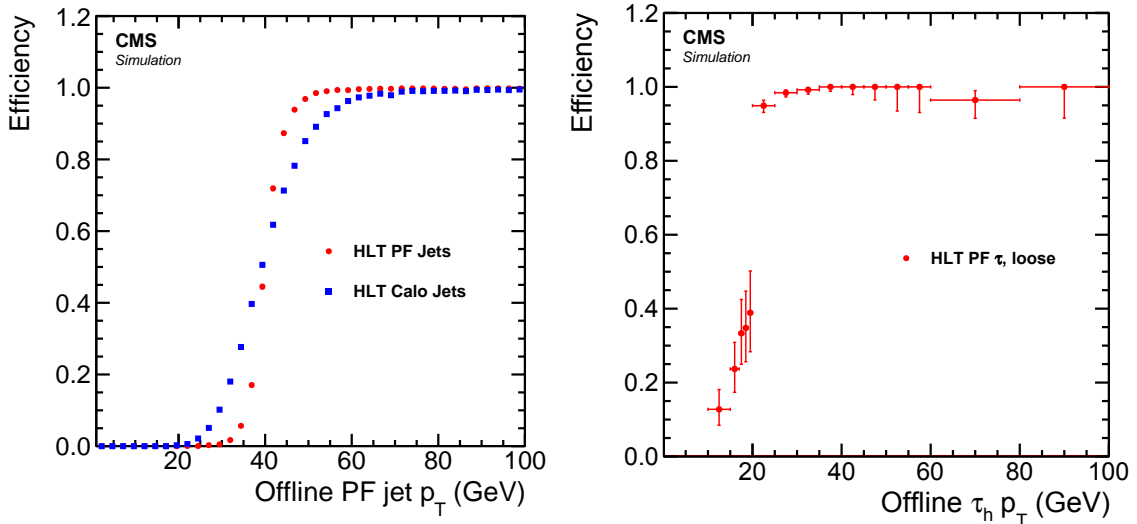 CMS
Simulation
Efficiency
1.2
1.0
0.8
0.6
0.4
0.2
0.0
HLT PF Jets
HLT Calo Jets
20 40 60 80 100
Offline PF jet p_T (GeV)
CMS
Simulation
Efficiency
1.2
1.0
0.8
0.6
0.4
0.2
0.0
HLT PF τ, loose
0 20 40 60 80 100
Offline τ_h p_T (GeV)